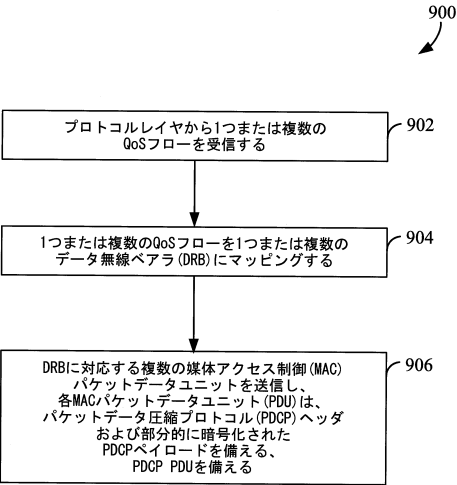 900
プロトコルレイヤから1つまたは複数の
QoSフローを受信する
902
1つまたは複数のQoSフローを1つまたは複数の
データ無線ベアラ(DRB)にマッピングする
904
DRBに対応する複数の媒体アクセス制御(MAC)
パケットデータユニットを送信し、
各MACパケットデータユニット(PDU)は、
パケットデータ圧縮プロトコル(PDCP)ヘッダ
および部分的に暗号化された
PDCPペイロードを備える、
PDCP PDUを備える
906